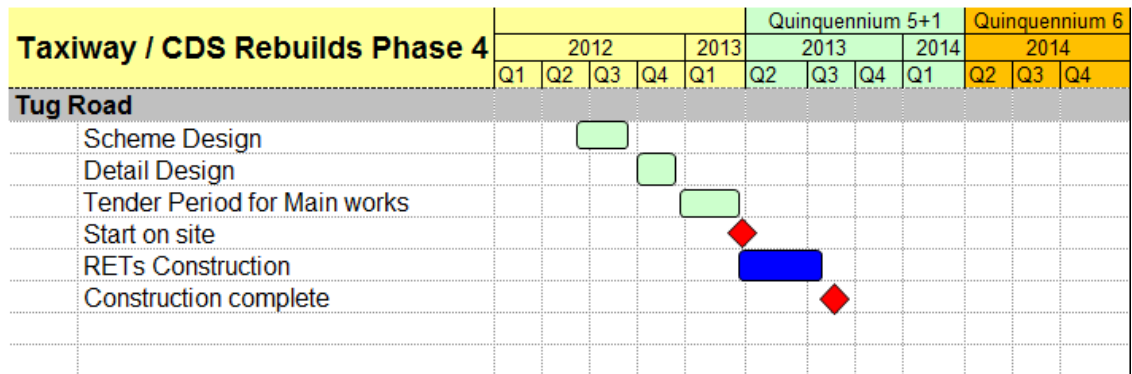 Quinquennium 5+1 Quinquennium 6
Taxiway / CDS Rebuilds Phase 4
2012 2013 2013 2014 2014
Q1 Q2 Q3 Q4 Q1 Q2 Q3 Q4 Q1 Q2 Q3 Q4
Tug Road
Scheme Design
Detail Design
Tender Period for Main works
Start on site
RETs Construction
Construction complete